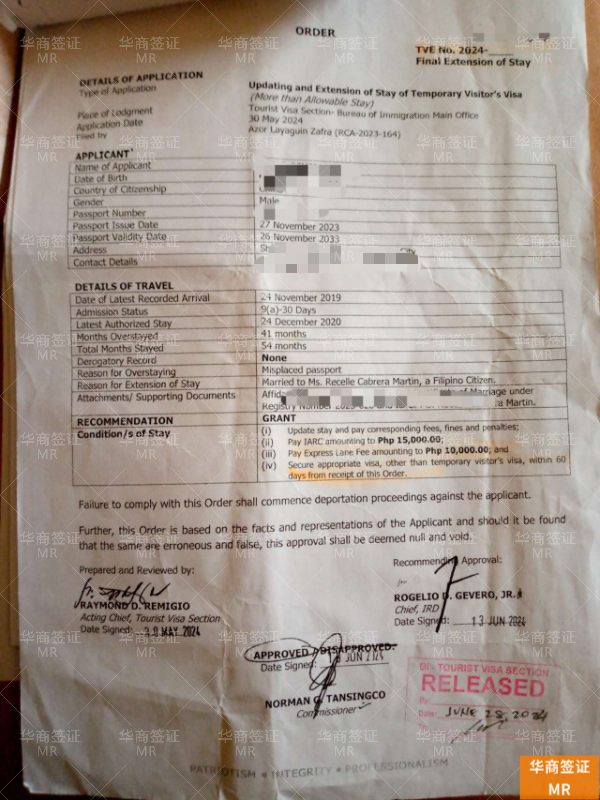 ORDER
TVE No. 2024-
Final Extension of Stay
DETAILS OF APPLICATION
Type of Application
Updating and Extension of Stay of Temporary Visitor's Visa
(More than Allowable Stay)
Place of Lodgment
Tourist Visa Section- Bureau of Immigration Main Office
Application Date
30 May 2024
Filed by
Azor Layaguin Zafra (RCA-2023-164)
APPLICANT
Name of Applicant
Date of Birth
Country of Citizenship
Gender
Male
Passport Number
Passport Issue Date
27 November 2023
Passport Validity Date
26 November 2033
Address
Contact Details
DETAILS OF TRAVEL
Date of Latest Recorded Arrival
24 November 2019
Admission Status
9(a)-30 Days
Latest Authorized Stay
24 December 2020
Months Overstayed
41 months
Total Months Stayed
54 months
Derogatory Record
None
Reason for Overstaying
Misplaced passport
Reason for Extension of Stay
Married to Ms. Recelle Cabrera Martin, a Filipino Citizen.
Attachments/ Supporting Documents
Marriage under
Registry Number
Martin.
RECOMMENDATION
GRANT
Condition/s of Stay
(i) Update stay and pay corresponding fees, fines and penalties;
(ii) Pay IARC amounting to Php 15,000.00;
(iii) Pay Express Lane Fee amounting to Php 10,000.00; and
(iv) Secure appropriate visa, other than temporary visitor's visa, within 60
days from receipt of this Order.
Failure to comply with this Order shall commence deportation proceedings against the applicant.
Further, this Order is based on the facts and representations of the Applicant and should it be found
that the same are erroneous and false, this approval shall be deemed null and void.
Prepared and Reviewed by:
Recommending Approval:
RAYMOND D. REMIGIO
Acting Chief, Tourist Visa Section
Date Signed: 30 MAY 2024
ROGELIO D. GEVERO, JR.
Chief, IRD
Date Signed: 13 JUN 2024
APPROVED / DISAPPROVED.
Date Signed: JUN 2024
NORMAN G. TANSINGCO
Commissioner
BI- TOURIST VISA SECTION
RELEASED
By:
Date: JUNE 28, 2024
PATRIOTISM • INTEGRITY • PROFESSIONALISM
华商签证
MR